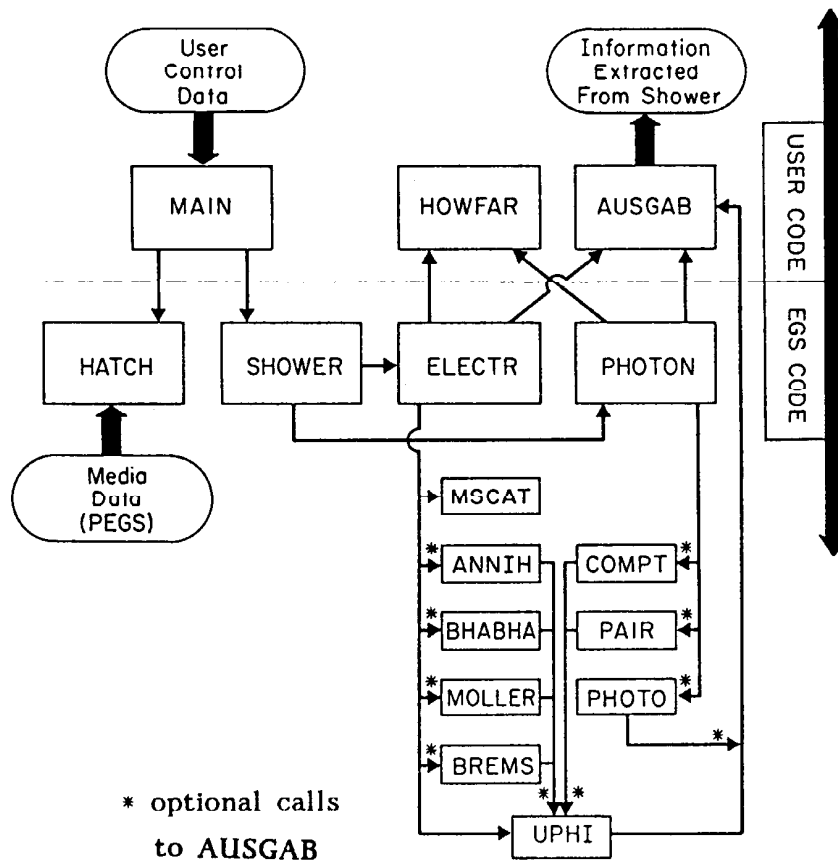 User
Control
Data
Information
Extracted
From Shower
MAIN
HOWFAR
AUSGAB
USER CODE
HATCH
SHOWER
ELECTR
PHOTON
EGS CODE
Media
Data
(PEGS)
MSCAT
* ANNIH
COMPT *
* BHABHA
PAIR *
* MOLLER
PHOTO *
*
* BREMS
* *
UPHI
* optional calls
to AUSGAB